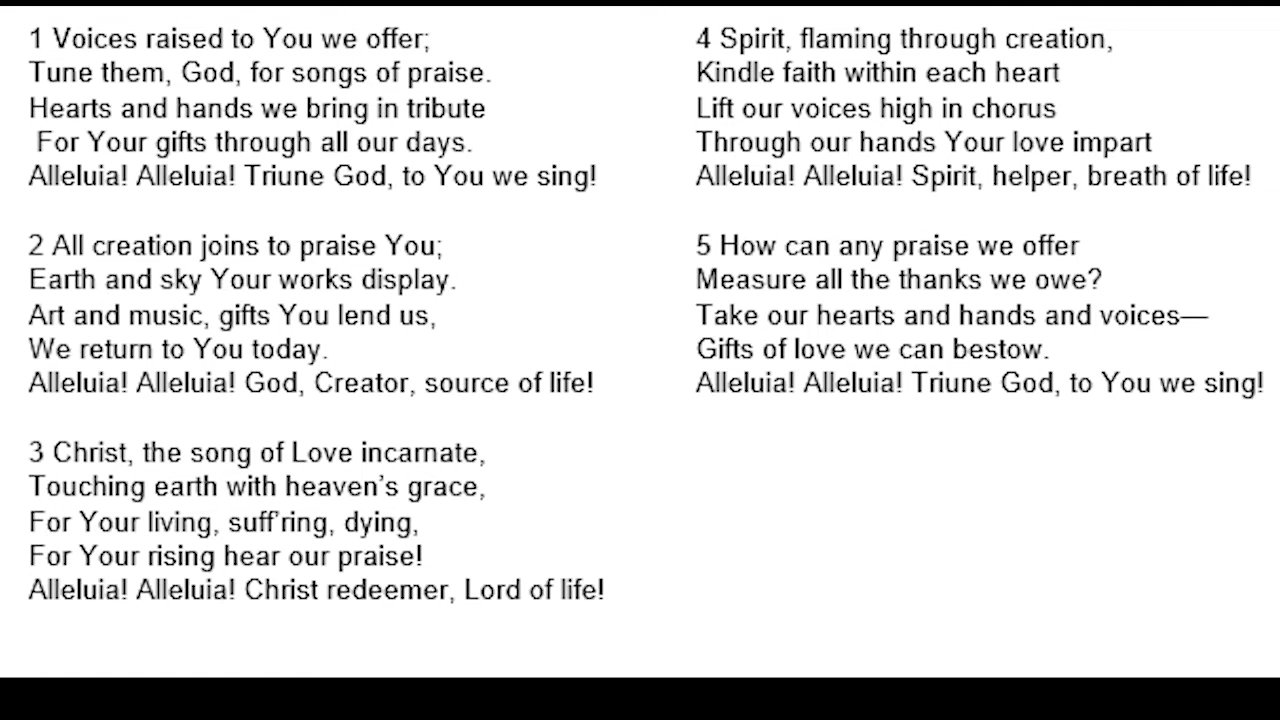 1 Voices raised to You we offer;
Tune them, God, for songs of praise.
Hearts and hands we bring in tribute
For Your gifts through all our days.
Alleluia! Alleluia! Triune God, to You we sing!
2 All creation joins to praise You;
Earth and sky Your works display.
Art and music, gifts You lend us,
We return to You today.
Alleluia! Alleluia! God, Creator, source of life!
3 Christ, the song of Love incarnate,
Touching earth with heaven’s grace,
For Your living, suff’ring, dying,
For Your rising hear our praise!
Alleluia! Alleluia! Christ redeemer, Lord of life!
4 Spirit, flaming through creation,
Kindle faith within each heart
Lift our voices high in chorus
Through our hands Your love impart
Alleluia! Alleluia! Spirit, helper, breath of life!
5 How can any praise we offer
Measure all the thanks we owe?
Take our hearts and hands and voices—
Gifts of love we can bestow.
Alleluia! Alleluia! Triune God, to You we sing!